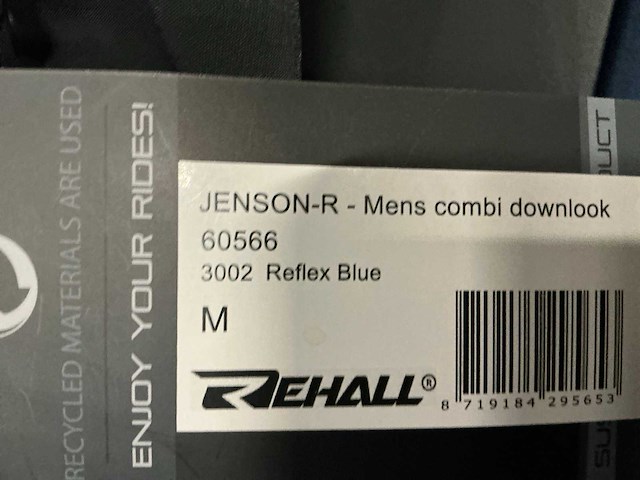 RECYCLED MATERIALS ARE USED
ENJOY YOUR RIDES!
JENSON-R - Mens combi downlook
60566
3002 Reflex Blue
M
REHALL®
8 719184 295653